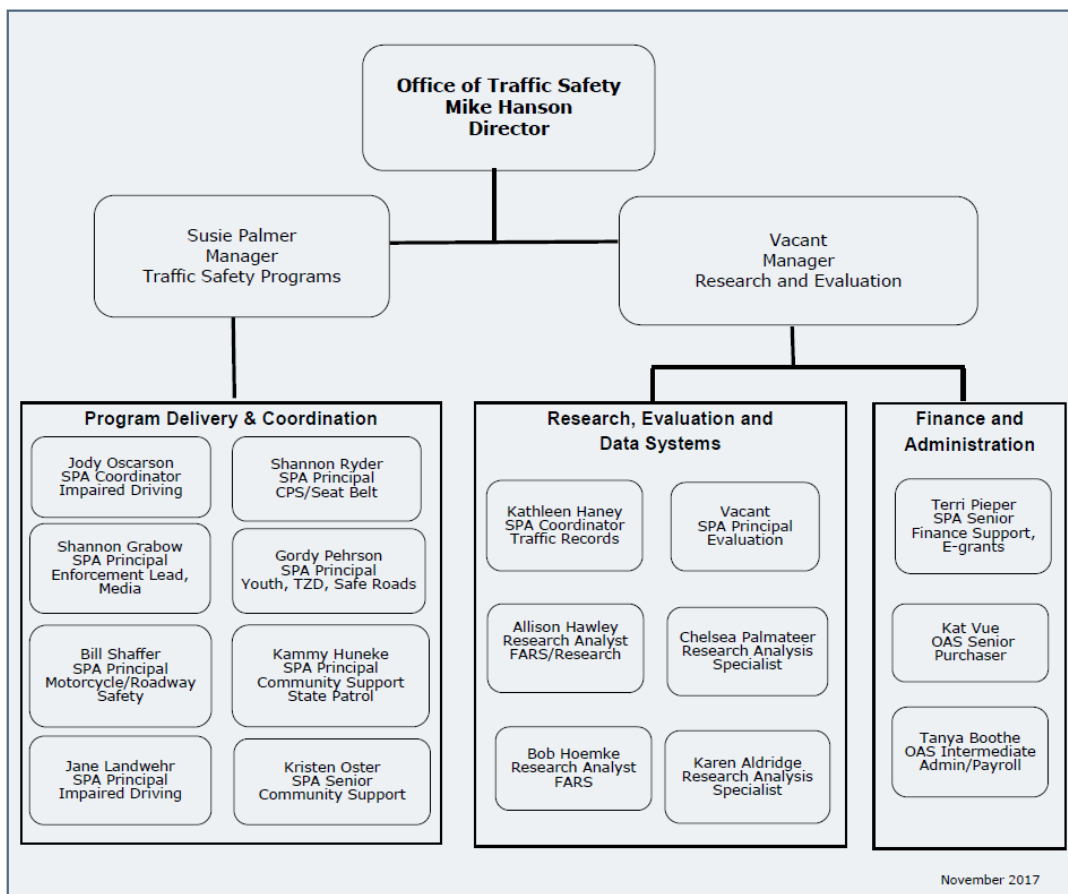 Office of Traffic Safety
Mike Hanson
Director
Susie Palmer
Manager
Traffic Safety Programs
Vacant
Manager
Research and Evaluation
Program Delivery & Coordination
Jody Oscarson
SPA Coordinator
Impaired Driving
Shannon Ryder
SPA Principal
CPS/Seat Belt
Shannon Grabow
SPA Principal
Enforcement Lead,
Media
Gordy Pehrson
SPA Principal
Youth, TZD, Safe Roads
Bill Shaffer
SPA Principal
Motorcycle/Roadway
Safety
Kammy Huneke
SPA Principal
Community Support
State Patrol
Jane Landwehr
SPA Principal
Impaired Driving
Kristen Oster
SPA Senior
Community Support
Research, Evaluation and
Data Systems
Kathleen Haney
SPA Coordinator
Traffic Records
Vacant
SPA Principal
Evaluation
Allison Hawley
Research Analyst
FARS/Research
Chelsea Palmateer
Research Analysis
Specialist
Bob Hoemke
Research Analyst
FARS
Karen Aldridge
Research Analysis
Specialist
Finance and
Administration
Terri Pieper
SPA Senior
Finance Support,
E-grants
Kat Vue
OAS Senior
Purchaser
Tanya Boothe
OAS Intermediate
Admin/Payroll
November 2017